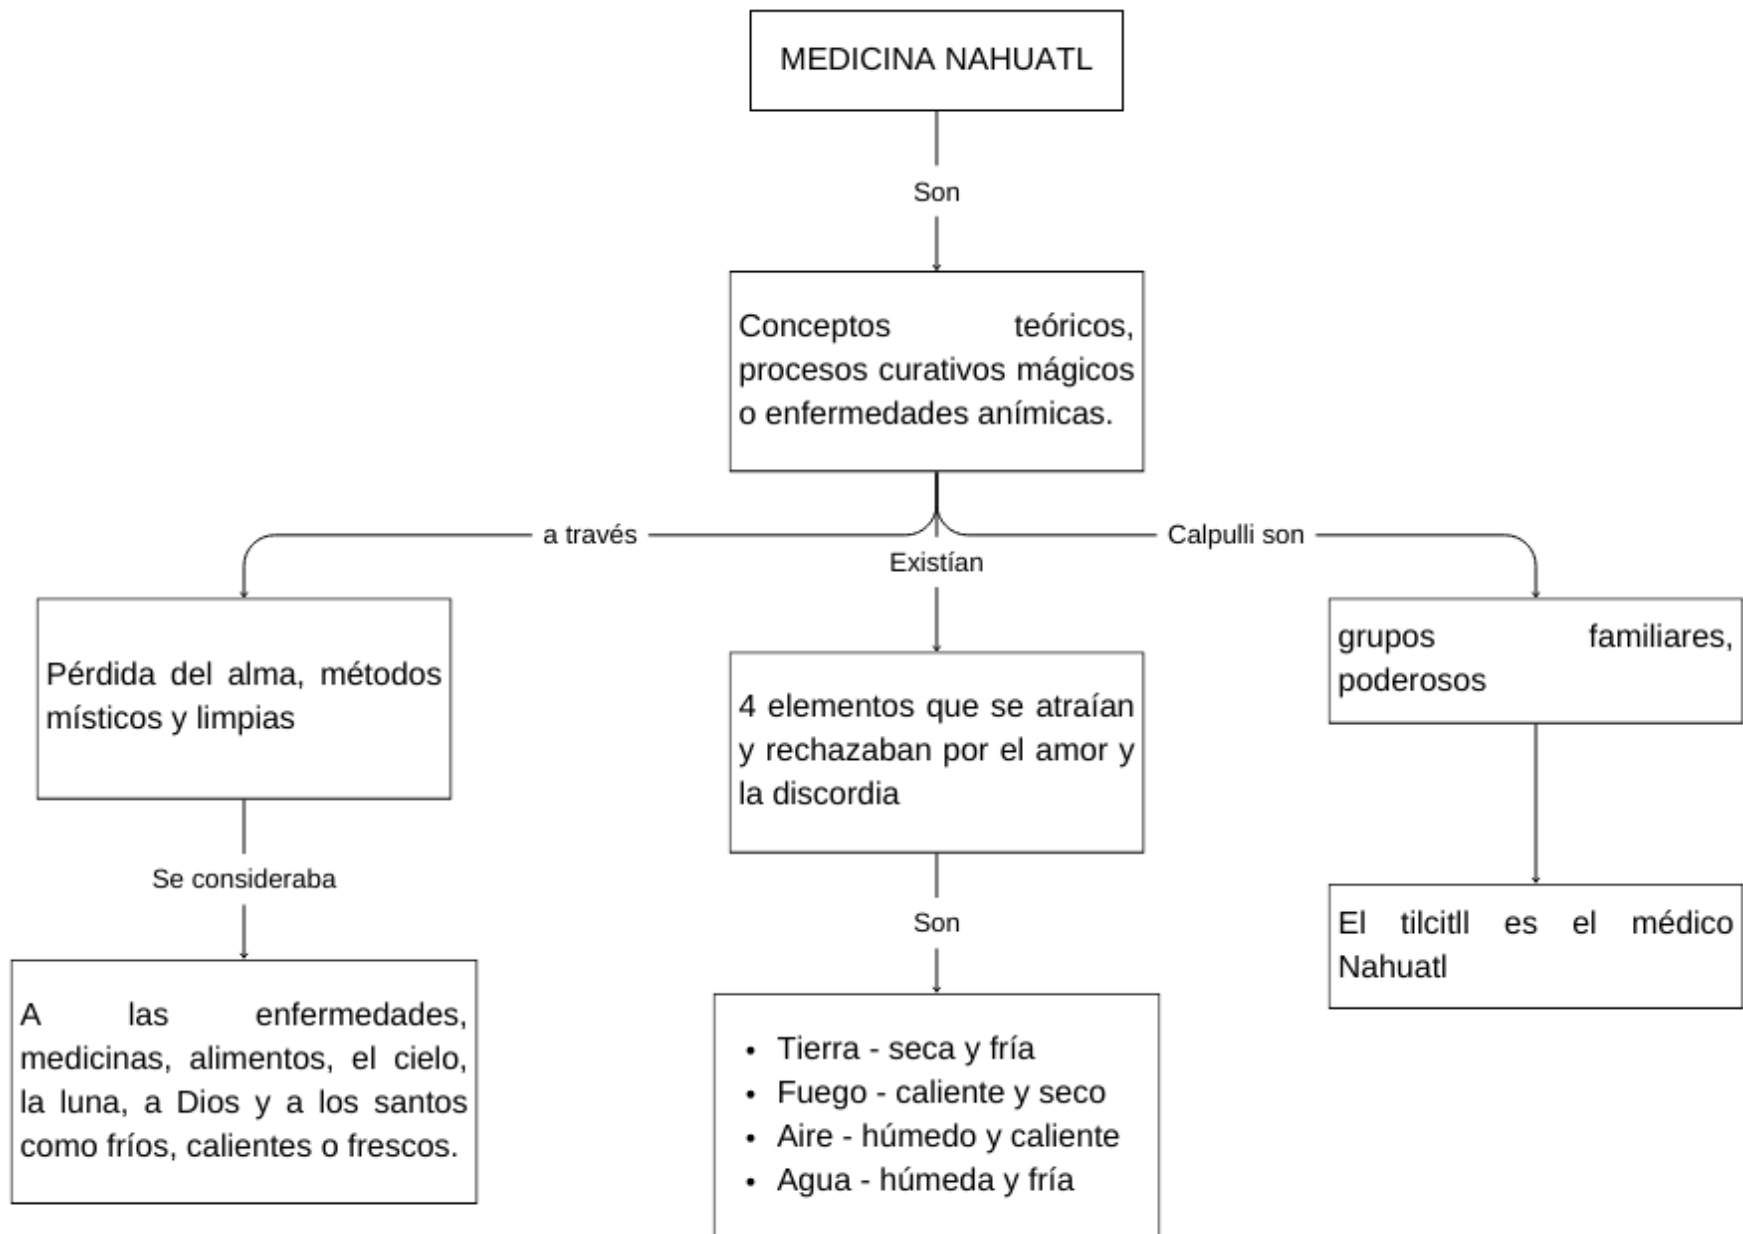 MEDICINA NAHUATL
Son
Conceptos teóricos,
procesos curativos mágicos
o enfermedades anímicas.
a través
Existían
Calpulli son
Pérdida del alma, métodos
místicos y limpias
4 elementos que se atraían
y rechazaban por el amor y
la discordia
grupos familiares,
poderosos
Se consideraba
Son
El tilcitll es el médico
Nahuatl
A las enfermedades,
medicinas, alimentos, el cielo,
la luna, a Dios y a los santos
como fríos, calientes o frescos.
• Tierra - seca y fría
• Fuego - caliente y seco
• Aire - húmedo y caliente
• Agua - húmeda y fría